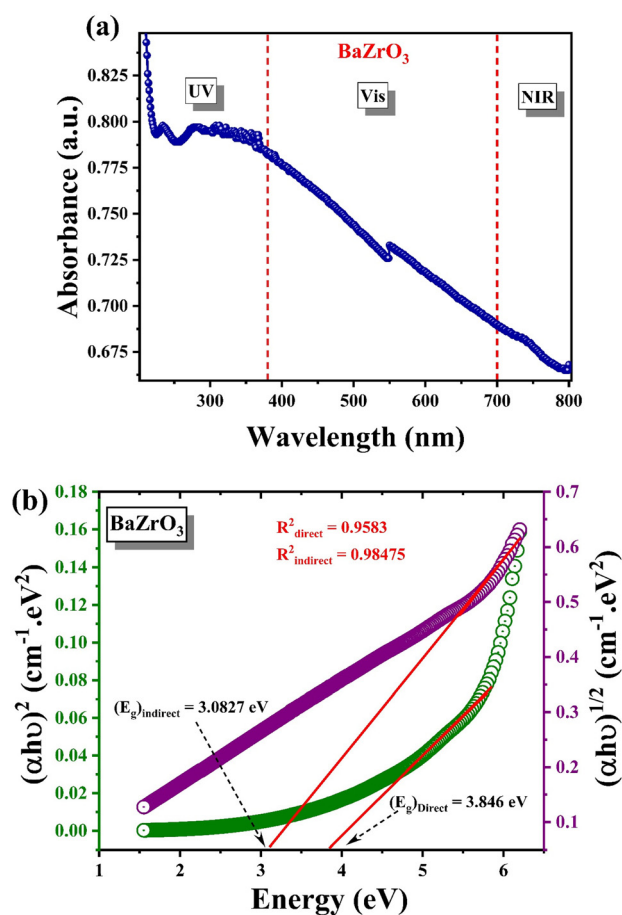 (a)
BaZrO3
UV
Vis
NIR
0.825
0.800
0.775
0.750
0.725
0.700
0.675
Absorbance (a.u.)
300 400 500 600 700 800
Wavelength (nm)
(b)
BaZrO3
R²direct = 0.9583
R²indirect = 0.98475
(Eg)indirect = 3.0827 eV
(Eg)Direct = 3.846 eV
0.18
0.16
0.14
0.12
0.10
0.08
0.06
0.04
0.02
0.00
(αhυ)² (cm⁻¹.eV²)
0.7
0.6
0.5
0.4
0.3
0.2
0.1
(αhυ)¹/² (cm⁻¹.eV²)
1 2 3 4 5 6
Energy (eV)